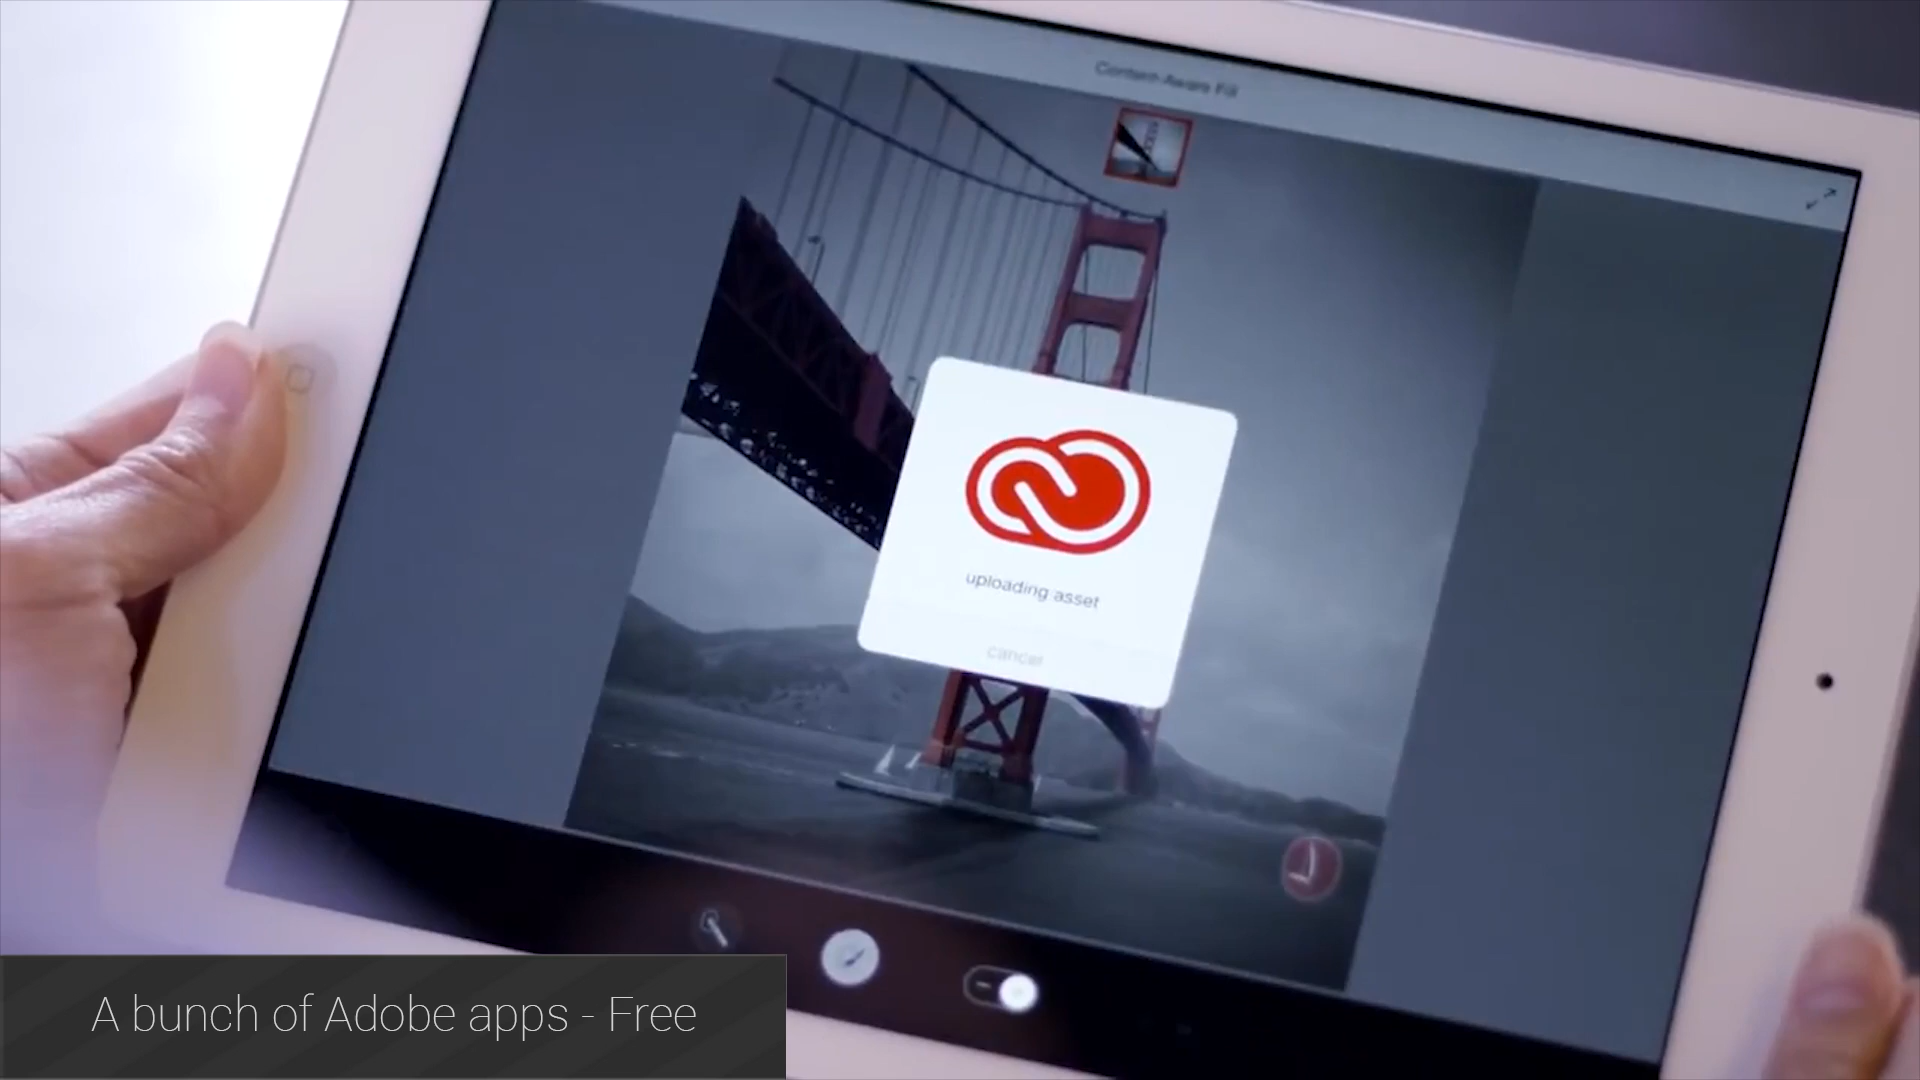 Content-Aware Fill
uploading asset
cancel
A bunch of Adobe apps - Free